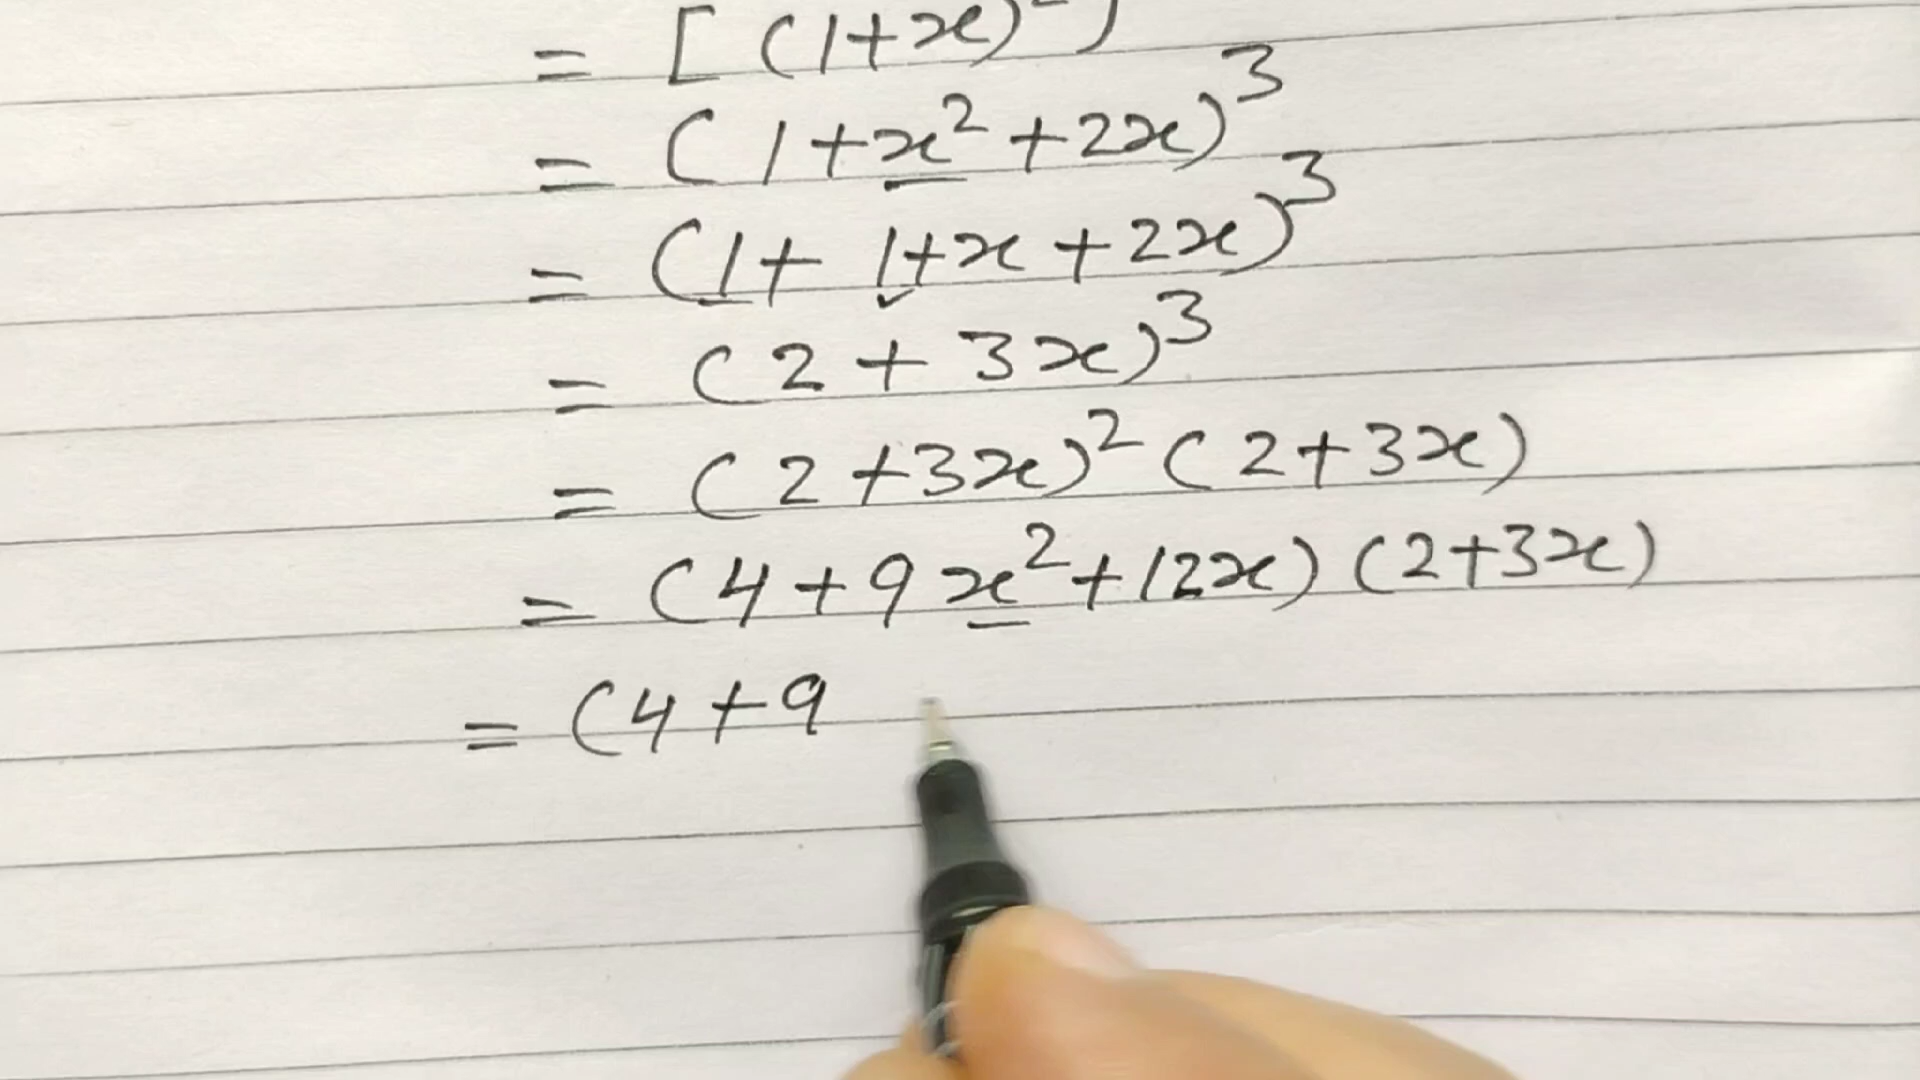 = [(1+x)²]
= (1+x²+2x)³
= (1+1+x+2x)³
= (2+3x)³
= (2+3x)²(2+3x)
= (4+9x²+12x)(2+3x)
= (4+9